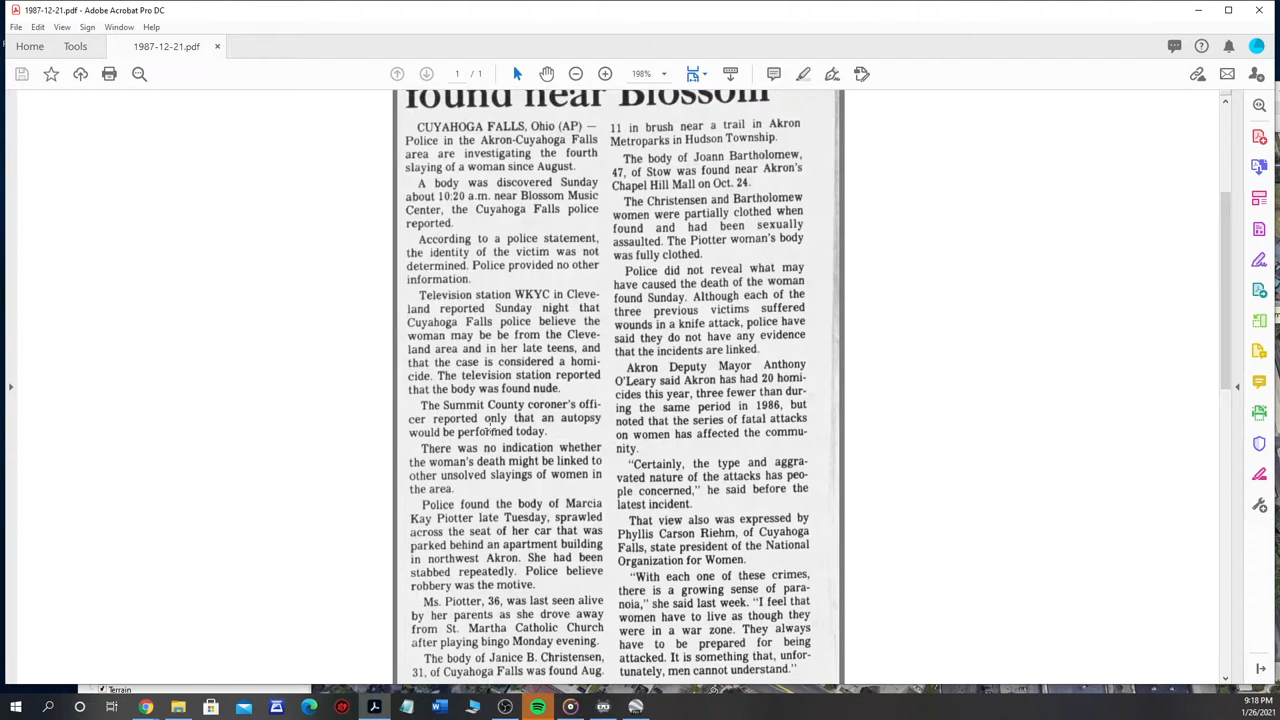 1987-12-21.pdf - Adobe Acrobat Pro DC
File Edit View Sign Window Help
Home Tools 1987-12-21.pdf ×
1 / 1 198%
found near Blossom
CUYAHOGA FALLS, Ohio (AP) —
Police in the Akron-Cuyahoga Falls
area are investigating the fourth
slaying of a woman since August.
A body was discovered Sunday
about 10:20 a.m. near Blossom Music
Center, the Cuyahoga Falls police
reported.
According to a police statement,
the identity of the victim was not
determined. Police provided no other
information.
Television station WKYC in Cleve-
land reported Sunday night that
Cuyahoga Falls police believe the
woman may be be from the Cleve-
land area and in her late teens, and
that the case is considered a homi-
cide. The television station reported
that the body was found nude.
The Summit County coroner's offi-
cer reported only that an autopsy
would be performed today.
There was no indication whether
the woman's death might be linked to
other unsolved slayings of women in
the area.
Police found the body of Marcia
Kay Piotter late Tuesday, sprawled
across the seat of her car that was
parked behind an apartment building
in northwest Akron. She had been
stabbed repeatedly. Police believe
robbery was the motive.
Ms. Piotter, 36, was last seen alive
by her parents as she drove away
from St. Martha Catholic Church
after playing bingo Monday evening.
The body of Janice B. Christensen,
31, of Cuyahoga Falls was found Aug.
11 in brush near a trail in Akron
Metroparks in Hudson Township.
The body of Joann Bartholomew,
47, of Stow was found near Akron's
Chapel Hill Mall on Oct. 24.
The Christensen and Bartholomew
women were partially clothed when
found and had been sexually
assaulted. The Piotter woman's body
was fully clothed.
Police did not reveal what may
have caused the death of the woman
found Sunday. Although each of the
three previous victims suffered
wounds in a knife attack, police have
said they do not have any evidence
that the incidents are linked.
Akron Deputy Mayor Anthony
O'Leary said Akron has had 20 homi-
cides this year, three fewer than dur-
ing the same period in 1986, but
noted that the series of fatal attacks
on women has affected the commu-
nity.
"Certainly, the type and aggra-
vated nature of the attacks has peo-
ple concerned," he said before the
latest incident.
That view also was expressed by
Phyllis Carson Riehm, of Cuyahoga
Falls, state president of the National
Organization for Women.
"With each one of these crimes,
there is a growing sense of para-
noia," she said last week. "I feel that
women have to live as though they
were in a war zone. They always
have to be prepared for being
attacked. It is something that, unfor-
tunately, men cannot understand."
Terrain
9:18 PM
1/26/2021